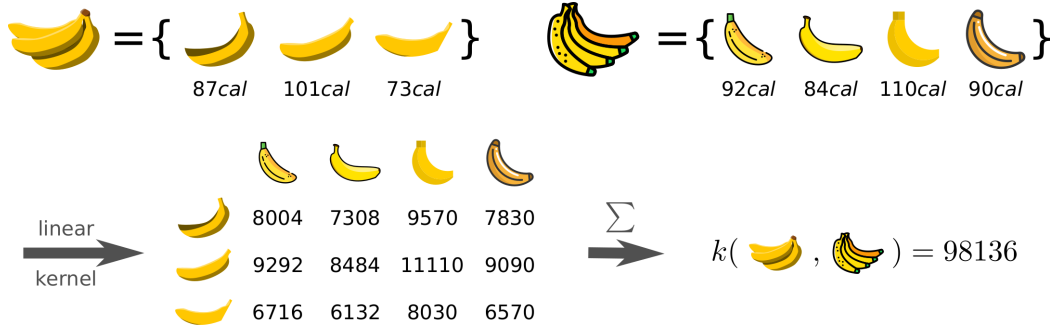 = { }
87cal 101cal 73cal
= { }
92cal 84cal 110cal 90cal
linear
kernel
8004 7308 9570 7830
9292 8484 11110 9090
6716 6132 8030 6570
∑
k( , ) = 98136